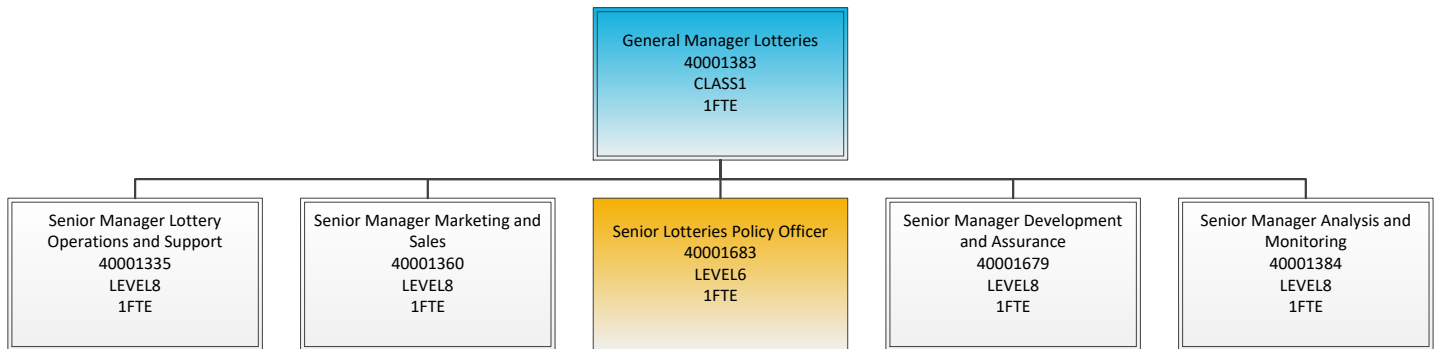 General Manager Lotteries
40001383
CLASS1
1FTE
Senior Manager Lottery
Operations and Support
40001335
LEVEL8
1FTE
Senior Manager Marketing and
Sales
40001360
LEVEL8
1FTE
Senior Lotteries Policy Officer
40001683
LEVEL6
1FTE
Senior Manager Development
and Assurance
40001679
LEVEL8
1FTE
Senior Manager Analysis and
Monitoring
40001384
LEVEL8
1FTE